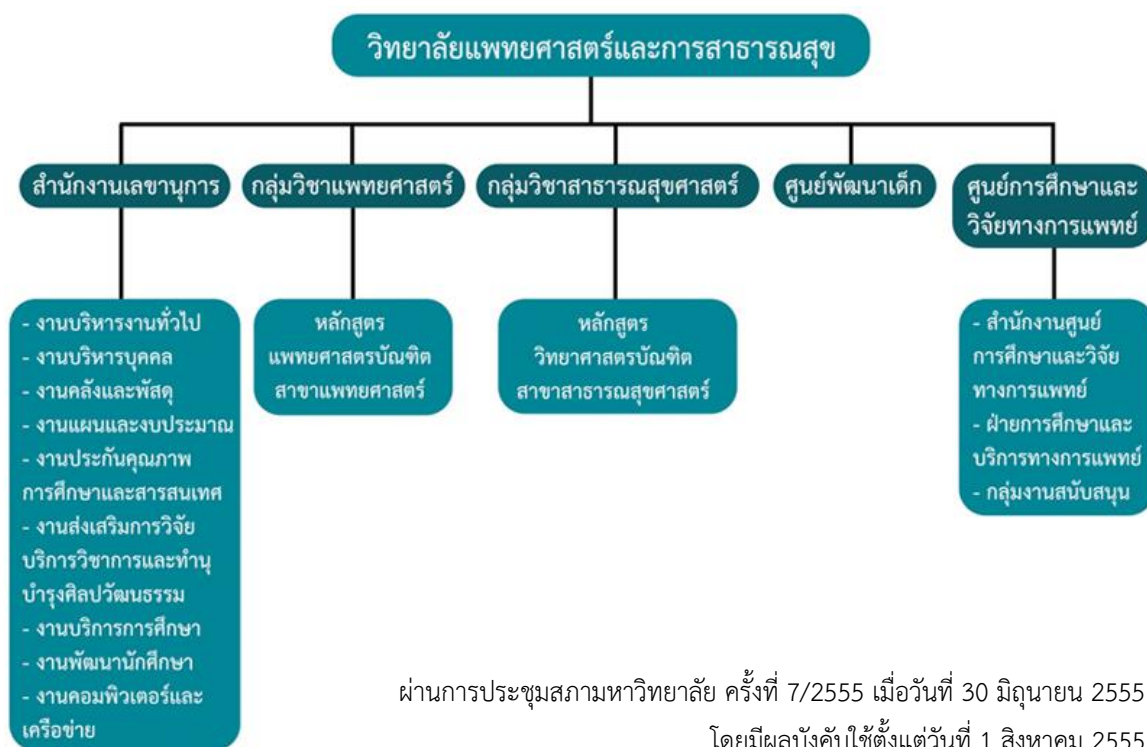 วิทยาลัยแพทยศาสตร์และการสาธารณสุข
สำนักงานเลขานุการ
กลุ่มวิชาแพทยศาสตร์
กลุ่มวิชาสาธารณสุขศาสตร์
ศูนย์พัฒนาเด็ก
ศูนย์การศึกษาและ
วิจัยทางการแพทย์
- งานบริหารงานทั่วไป
- งานบริหารบุคคล
- งานคลังและพัสดุ
- งานแผนและงบประมาณ
- งานประกันคุณภาพ
การศึกษาและสารสนเทศ
- งานส่งเสริมการวิจัย
บริการวิชาการและทำนุ
บำรุงศิลปวัฒนธรรม
- งานบริการการศึกษา
- งานพัฒนานักศึกษา
- งานคอมพิวเตอร์และ
เครือข่าย
หลักสูตร
แพทยศาสตรบัณฑิต
สาขาแพทยศาสตร์
หลักสูตร
วิทยาศาสตรบัณฑิต
สาขาสาธารณสุขศาสตร์
- สำนักงานศูนย์
การศึกษาและวิจัย
ทางการแพทย์
- ฝ่ายการศึกษาและ
บริการทางการแพทย์
- กลุ่มงานสนับสนุน
ผ่านการประชุมสภามหาวิทยาลัย ครั้งที่ 7/2555 เมื่อวันที่ 30 มิถุนายน 2555
โดยมีผลบังคับใช้ตั้งแต่วันที่ 1 สิงหาคม 2555